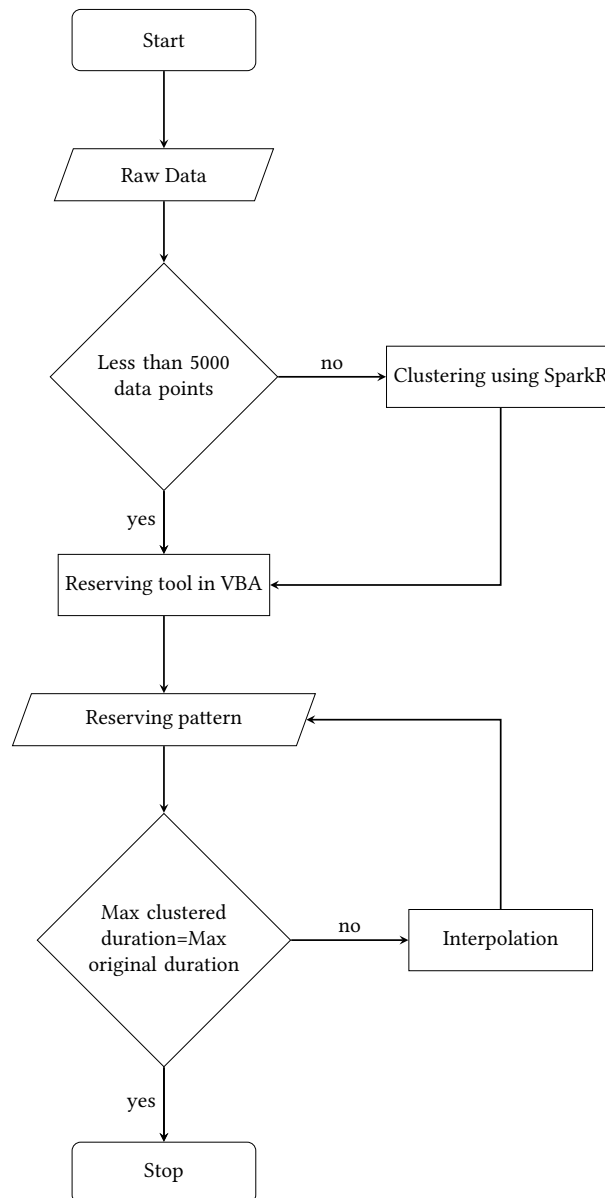 Start
Raw Data
Less than 5000
data points
no
Clustering using SparkR
yes
Reserving tool in VBA
Reserving pattern
Max clustered
duration=Max
original duration
no
Interpolation
yes
Stop